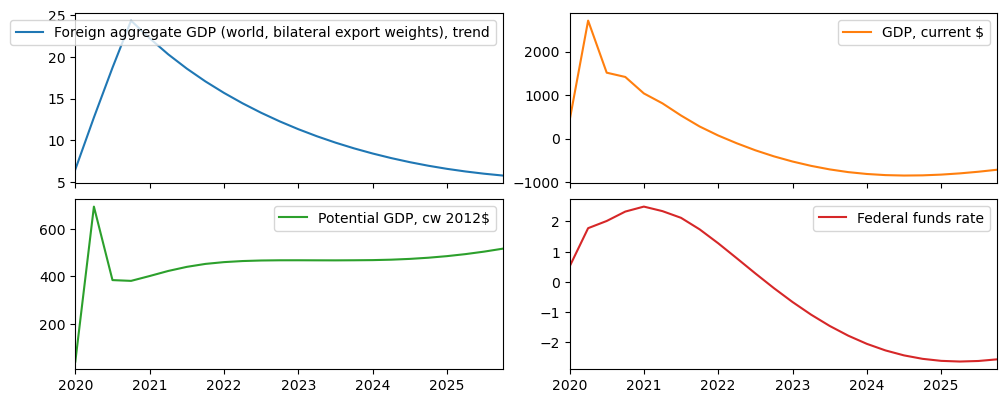 25
20
15
10
5
Foreign aggregate GDP (world, bilateral export weights), trend
2000
1000
0
−1000
GDP, current $
600
400
200
Potential GDP, cw 2012$
2020 2021 2022 2023 2024 2025
2
1
0
−1
−2
Federal funds rate
2020 2021 2022 2023 2024 2025